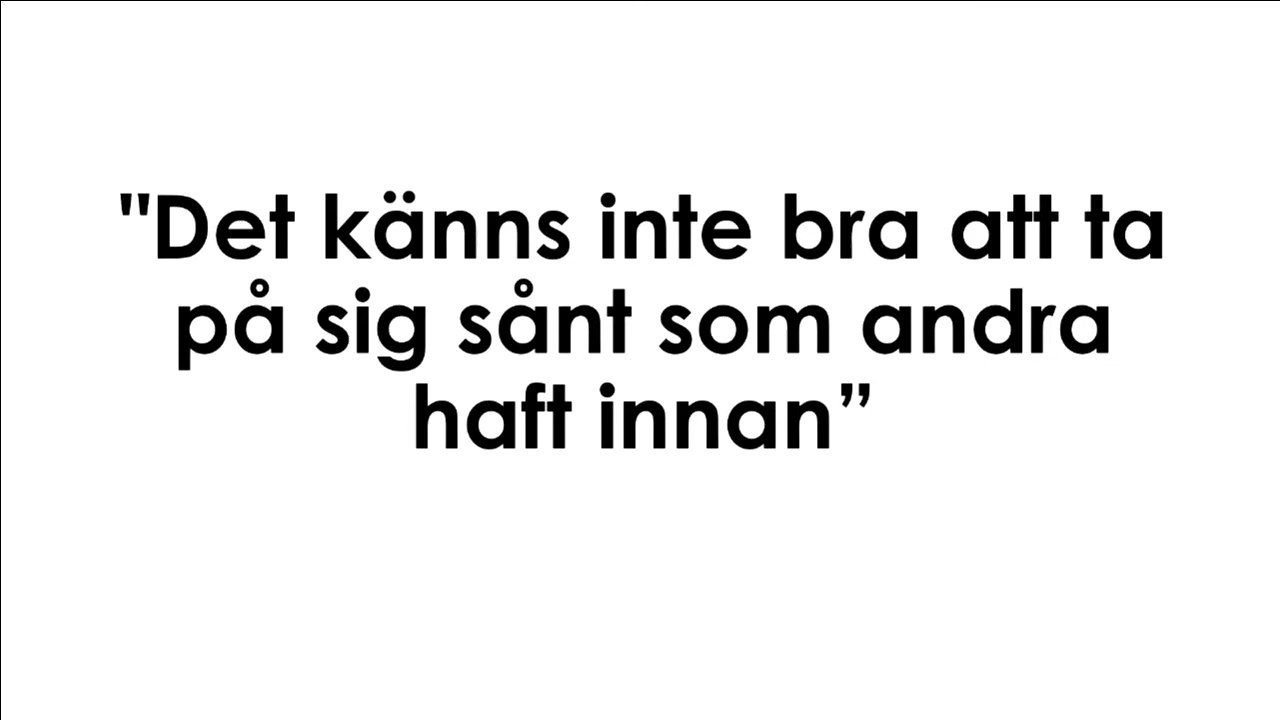 "Det känns inte bra att ta
på sig sånt som andra
haft innan”